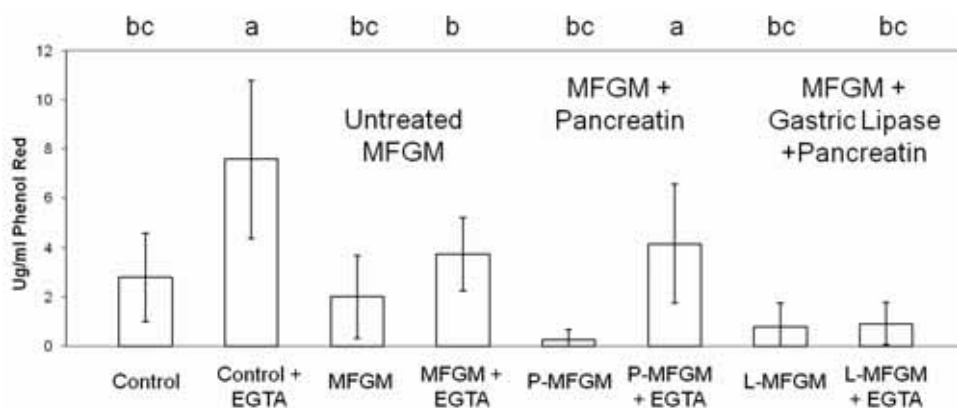 bc a bc b bc a bc bc
12
10
8
6
4
2
0
Ug/ml Phenol Red
Untreated
MFGM
MFGM +
Pancreatin
MFGM +
Gastric Lipase
+Pancreatin
Control
Control +
EGTA
MFGM
MFGM +
EGTA
P-MFGM
P-MFGM
+ EGTA
L-MFGM
L-MFGM
+ EGTA